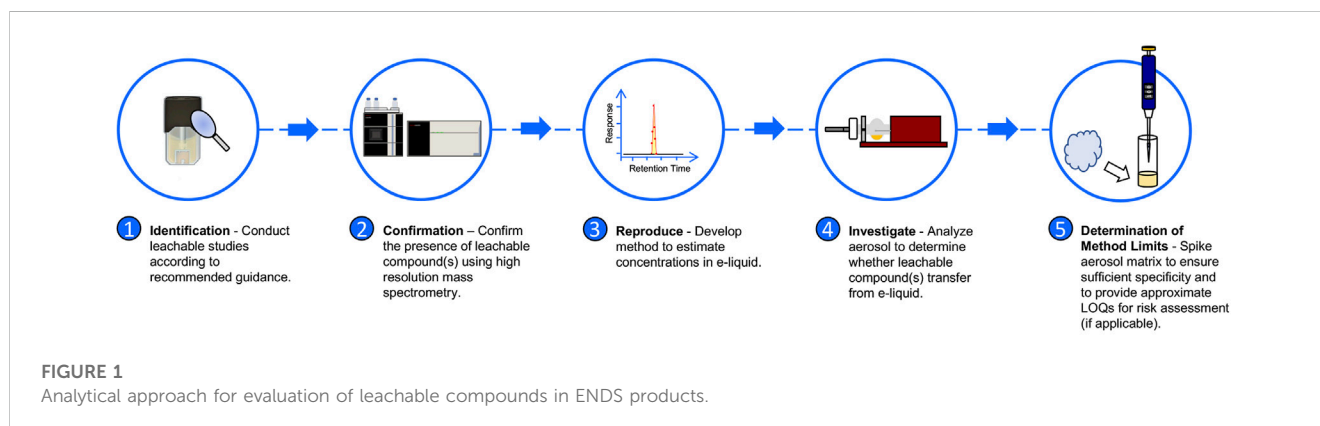 Response
Retention Time
1 Identification - Conduct
leachable studies
according to
recommended guidance.
2 Confirmation – Confirm
the presence of leachable
compound(s) using high
resolution mass
spectrometry.
3 Reproduce - Develop
method to estimate
concentrations in e-liquid.
4 Investigate - Analyze
aerosol to determine
whether leachable
compound(s) transfer
from e-liquid.
5 Determination of
Method Limits - Spike
aerosol matrix to ensure
sufficient specificity and
to provide approximate
LOQs for risk assessment
(if applicable).
FIGURE 1
Analytical approach for evaluation of leachable compounds in ENDS products.